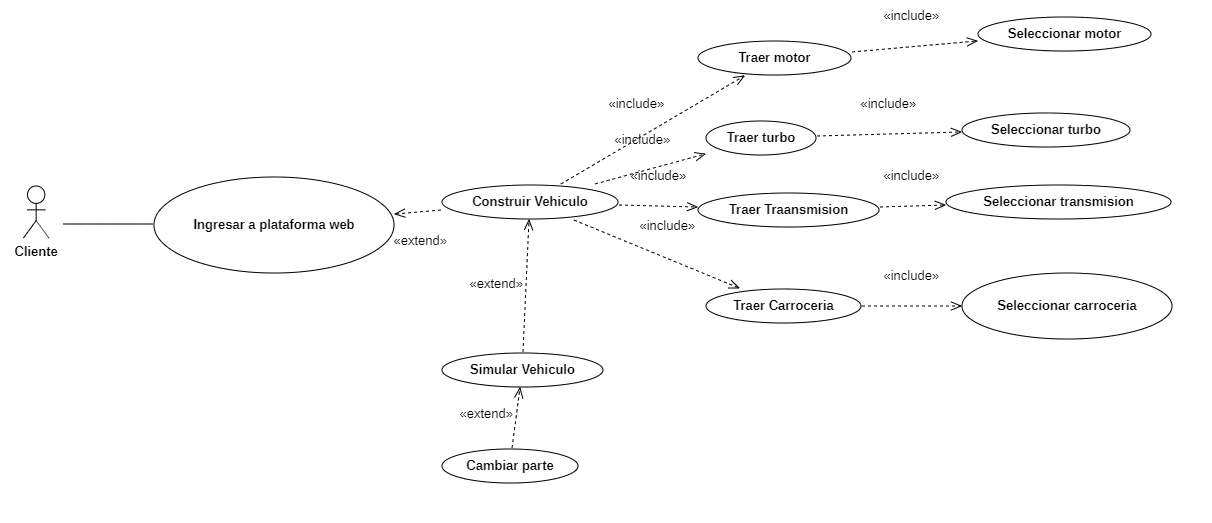 «include»
Seleccionar motor
Traer motor
«include»
«include»
Traer turbo
Seleccionar turbo
«include»
«include»
«include»
Construir Vehiculo
Traer Traansmision
Seleccionar transmision
Ingresar a plataforma web
«include»
«extend»
Cliente
«include»
«extend»
Traer Carroceria
Seleccionar carroceria
Simular Vehiculo
«extend»
Cambiar parte